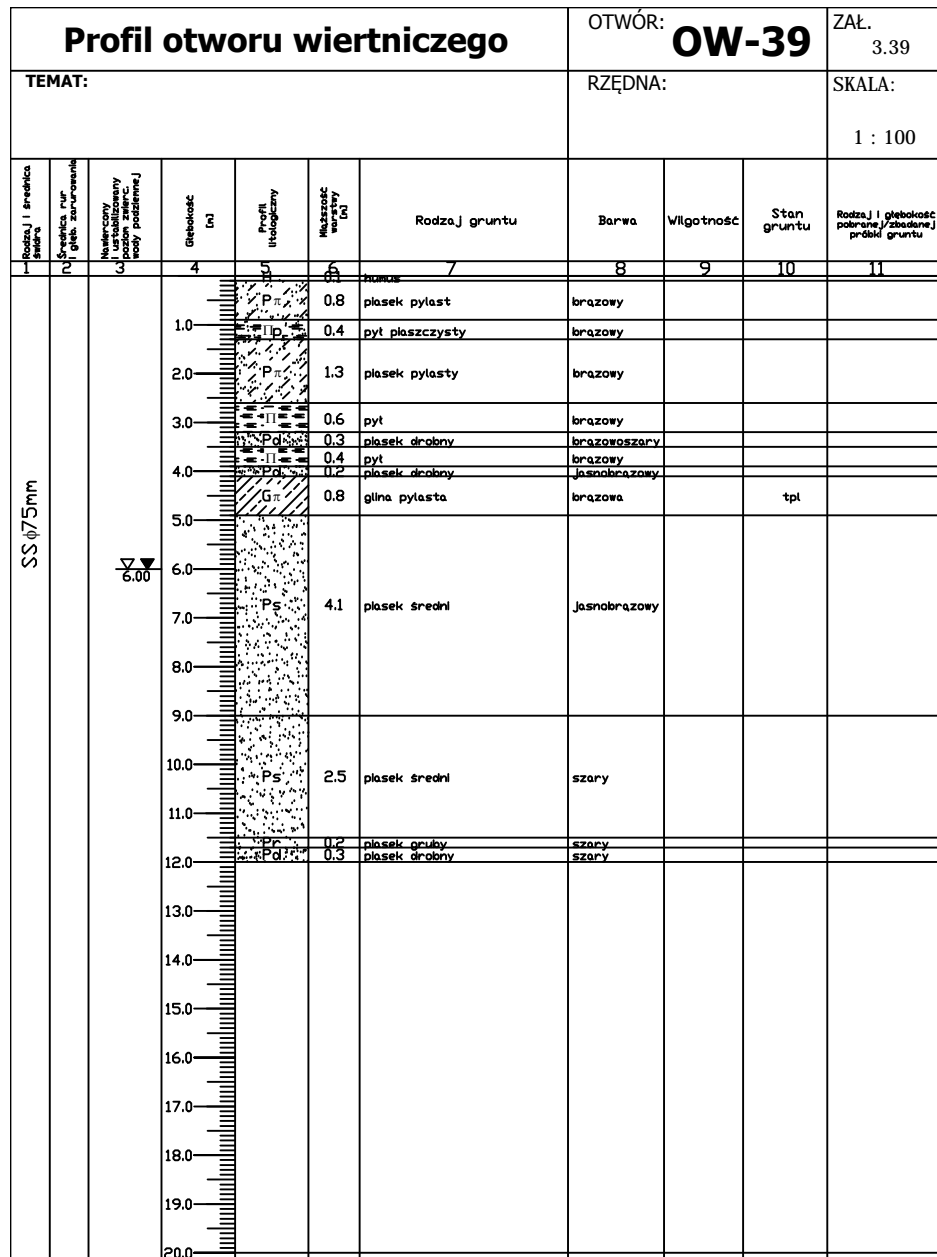 Profil otworu wiertniczego
OTWÓR: OW-39
ZAŁ.
3.39
TEMAT:
RZĘDNA:
SKALA:
1 : 100
Rodzaj i średnica
świdra
Średnica rur
i głęb. zarurowania
Nawiercony
i ustabilizowany
poziom zwierc.
wody podziemnej
Głębokość
[m]
Profil
litologiczny
Miąższość
warstwy
[m]
Rodzaj gruntu
Barwa
Wilgotność
Stan
gruntu
Rodzaj i głębokość
pobranej/zbadanej
próbki gruntu
1 2 3 4 5 6 7 8 9 10 11
H 0.1 humus
Pπ 0.8 piasek pylast brązowy
1.0
Πp 0.4 pył piaszczysty brązowy
2.0 Pπ 1.3 piasek pylasty brązowy
3.0 Π 0.6 pył brązowy
Pd 0.3 piasek drobny brązowoszary
Π 0.4 pył brązowy
4.0 Pd 0.2 piasek drobny jasnobrązowy
Gπ 0.8 glina pylasta brązowa tpl
5.0
SSϕ75mm
6.00
6.0
Ps 4.1 piasek średni jasnobrązowy
7.0
8.0
9.0
10.0
Ps 2.5 piasek średni szary
11.0
Pr 0.2 piasek gruby szary
Pd 0.3 piasek drobny szary
12.0
13.0
14.0
15.0
16.0
17.0
18.0
19.0
20.0